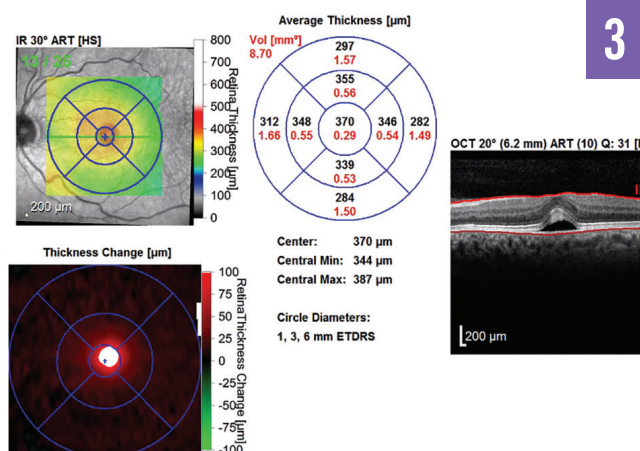 3
IR 30° ART [HS]
200 µm
800
700
600
500
400
300
200
100
0
Retina Thickness [µm]
Average Thickness [µm]
Vol [mm³]
8.70
297
1.57
355
0.56
312
1.66
348
0.55
370
0.29
346
0.54
282
1.49
339
0.53
284
1.50
Center: 370 µm
Central Min: 344 µm
Central Max: 387 µm
Circle Diameters:
1, 3, 6 mm ETDRS
Thickness Change [µm]
100
75
50
25
0
-25
-50
-75
-100
RetinaThickness Change [µm]
OCT 20° (6.2 mm) ART (10) Q: 31 [
200 µm